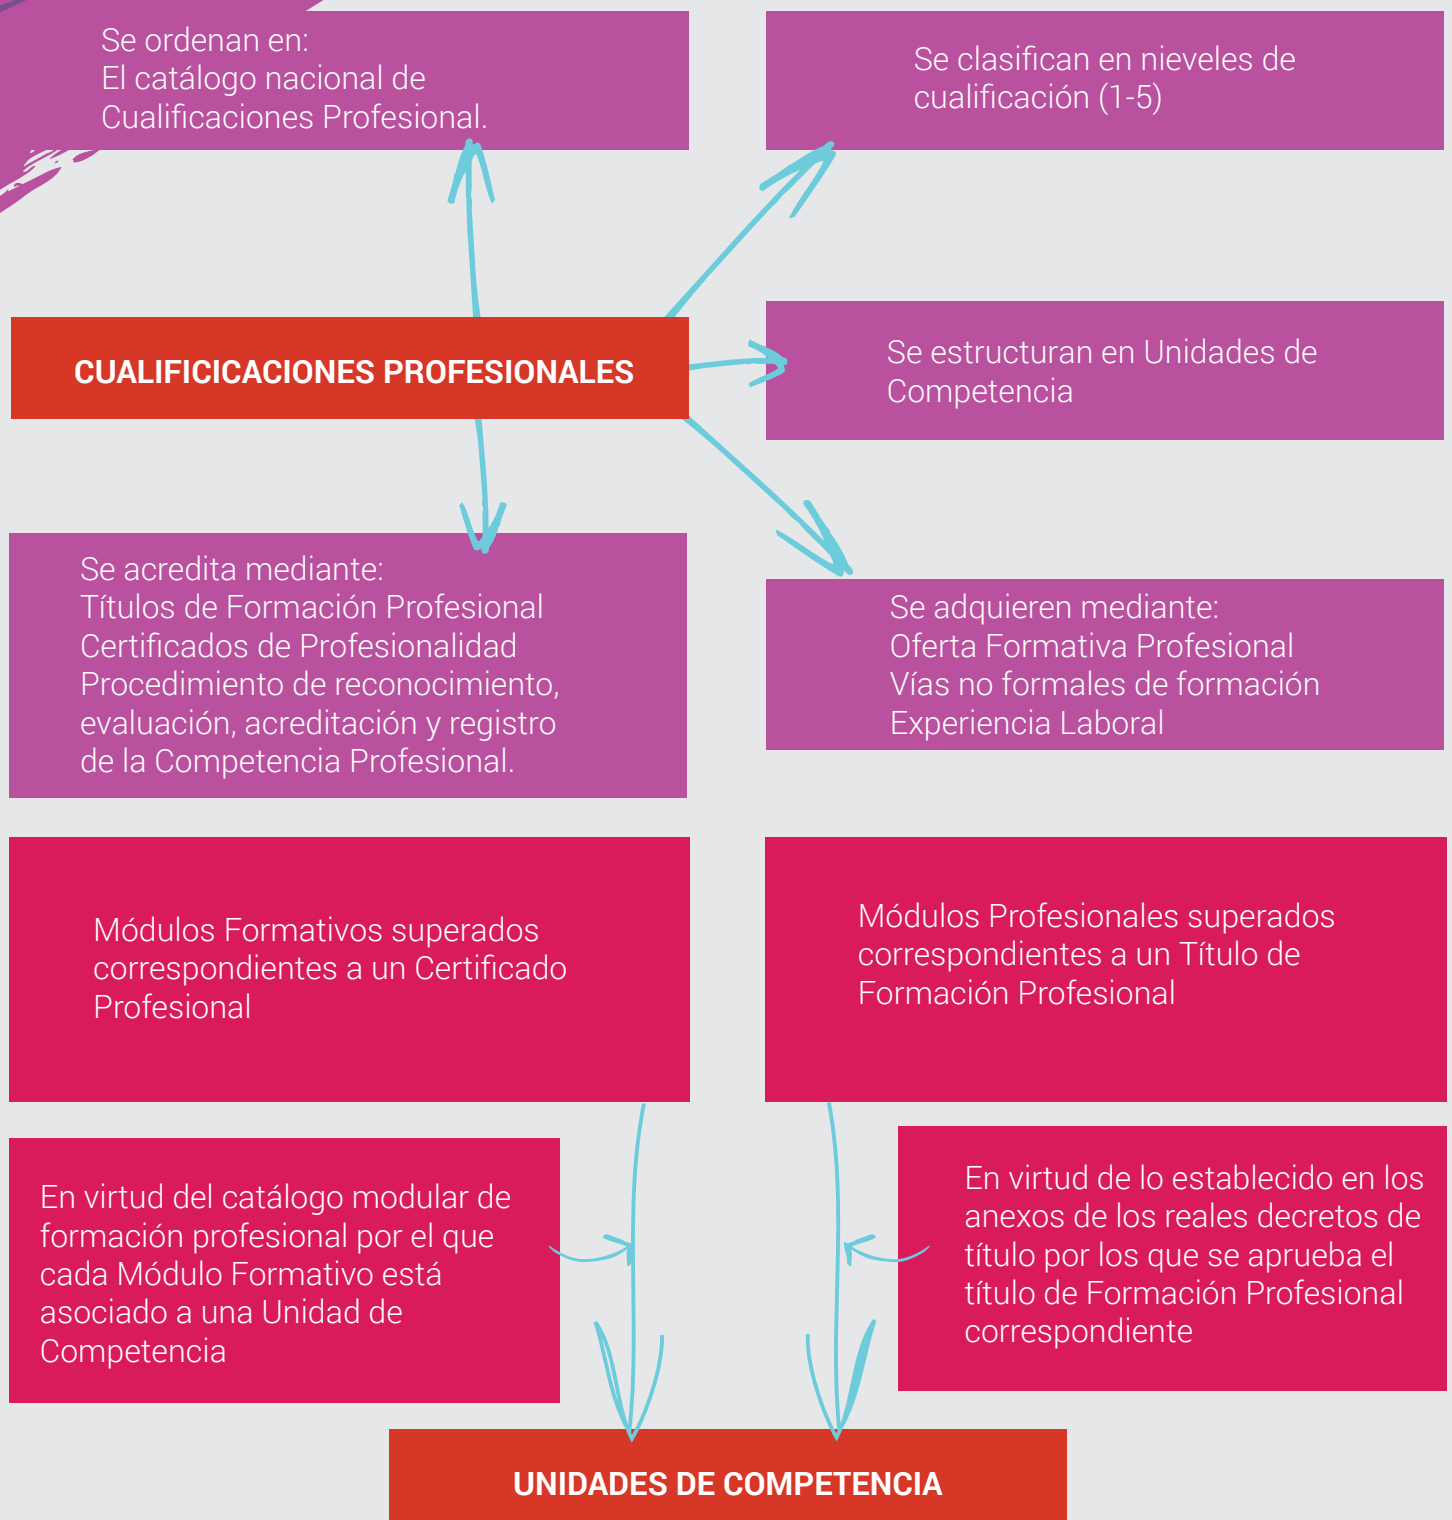 Se ordenan en:
El catálogo nacional de
Cualificaciones Profesional.
Se clasifican en nieveles de
cualificación (1-5)
CUALIFICICACIONES PROFESIONALES
Se estructuran en Unidades de
Competencia
Se acredita mediante:
Títulos de Formación Profesional
Certificados de Profesionalidad
Procedimiento de reconocimiento,
evaluación, acreditación y registro
de la Competencia Profesional.
Se adquieren mediante:
Oferta Formativa Profesional
Vías no formales de formación
Experiencia Laboral
Módulos Formativos superados
correspondientes a un Certificado
Profesional
Módulos Profesionales superados
correspondientes a un Título de
Formación Profesional
En virtud del catálogo modular de
formación profesional por el que
cada Módulo Formativo está
asociado a una Unidad de
Competencia
En virtud de lo establecido en los
anexos de los reales decretos de
título por los que se aprueba el
título de Formación Profesional
correspondiente
UNIDADES DE COMPETENCIA